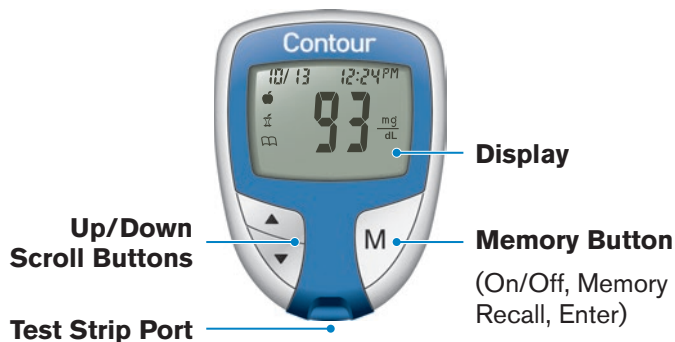 Contour
10/13 12:24PM
93 mg/dL
Display
Up/Down
Scroll Buttons
M
Memory Button
(On/Off, Memory
Recall, Enter)
Test Strip Port